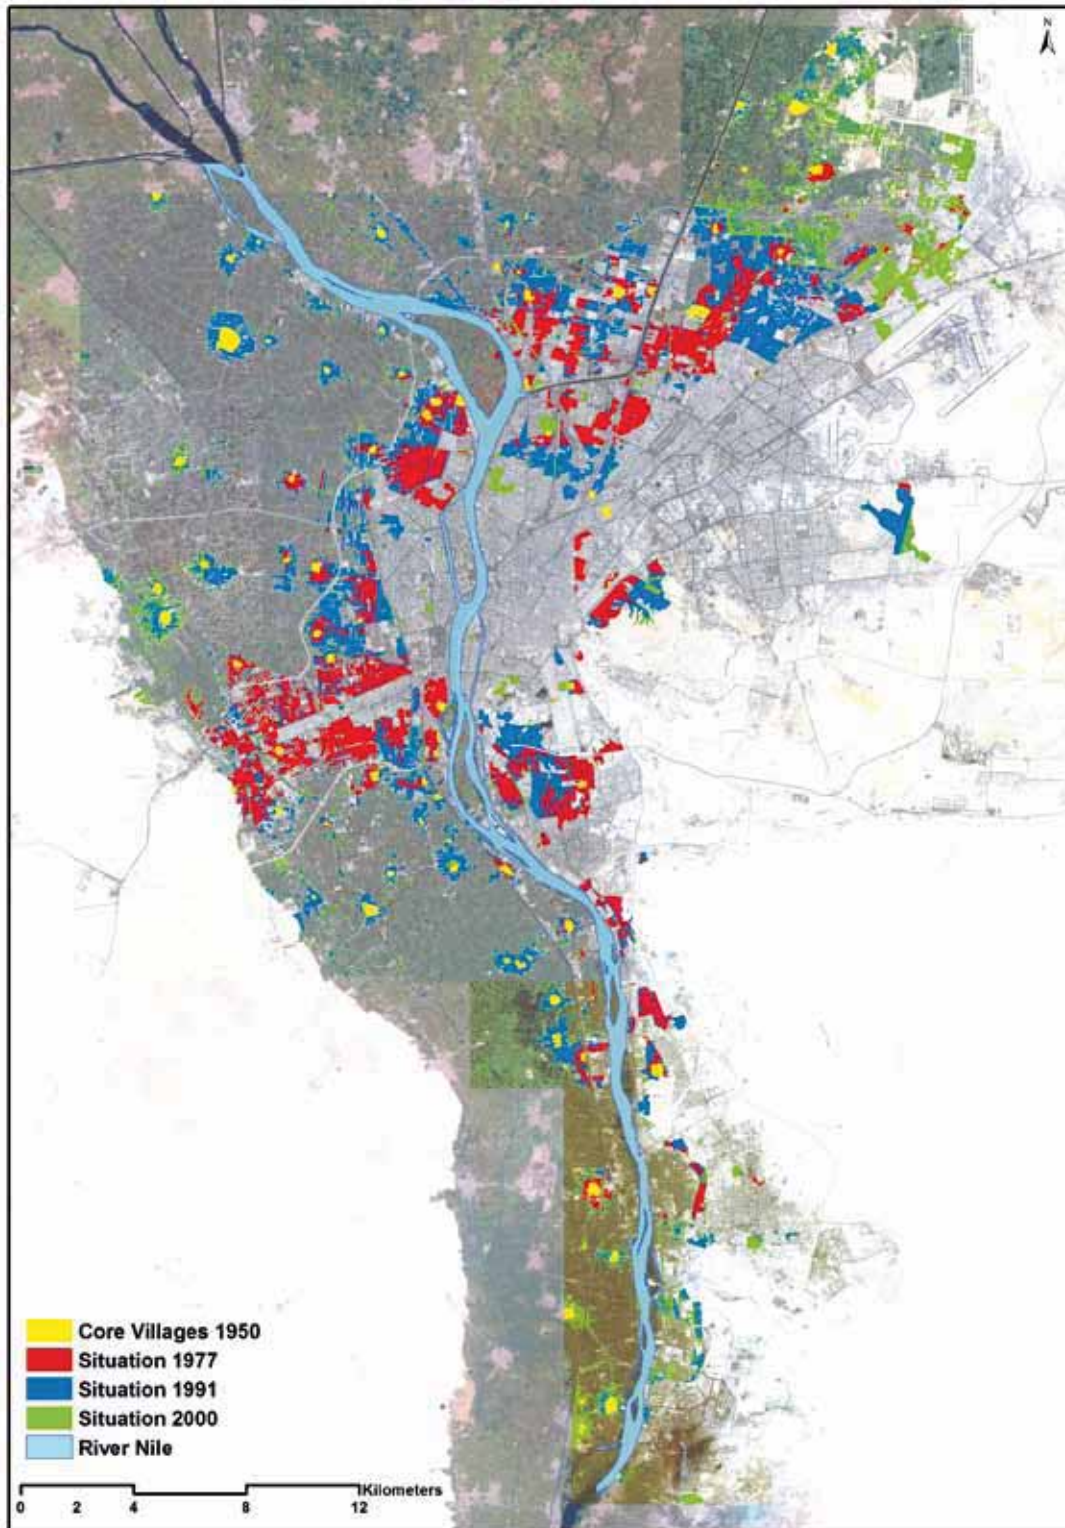 N
Core Villages 1950
Situation 1977
Situation 1991
Situation 2000
River Nile
Kilometers
0 2 4 8 12